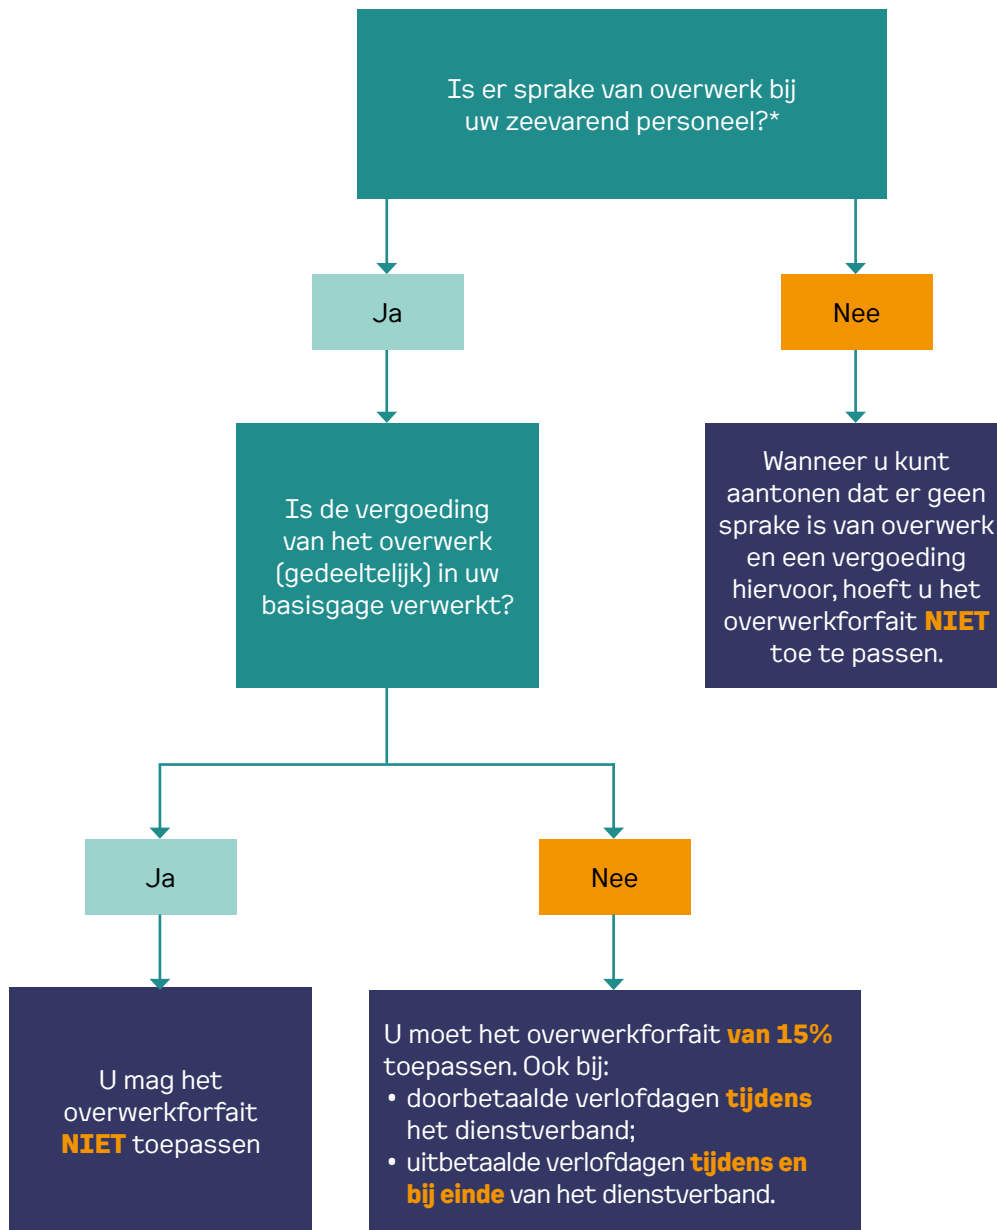 Is er sprake van overwerk bij
uw zeevarend personeel?*
Ja
Nee
Is de vergoeding
van het overwerk
(gedeeltelijk) in uw
basisgage verwerkt?
Wanneer u kunt
aantonen dat er geen
sprake is van overwerk
en een vergoeding
hiervoor, hoeft u het
overwerkforfait NIET
toe te passen.
Ja
Nee
U mag het
overwerkforfait
NIET toepassen
U moet het overwerkforfait van 15%
toepassen. Ook bij:
• doorbetaalde verlofdagen tijdens
het dienstverband;
• uitbetaalde verlofdagen tijdens en
bij einde van het dienstverband.